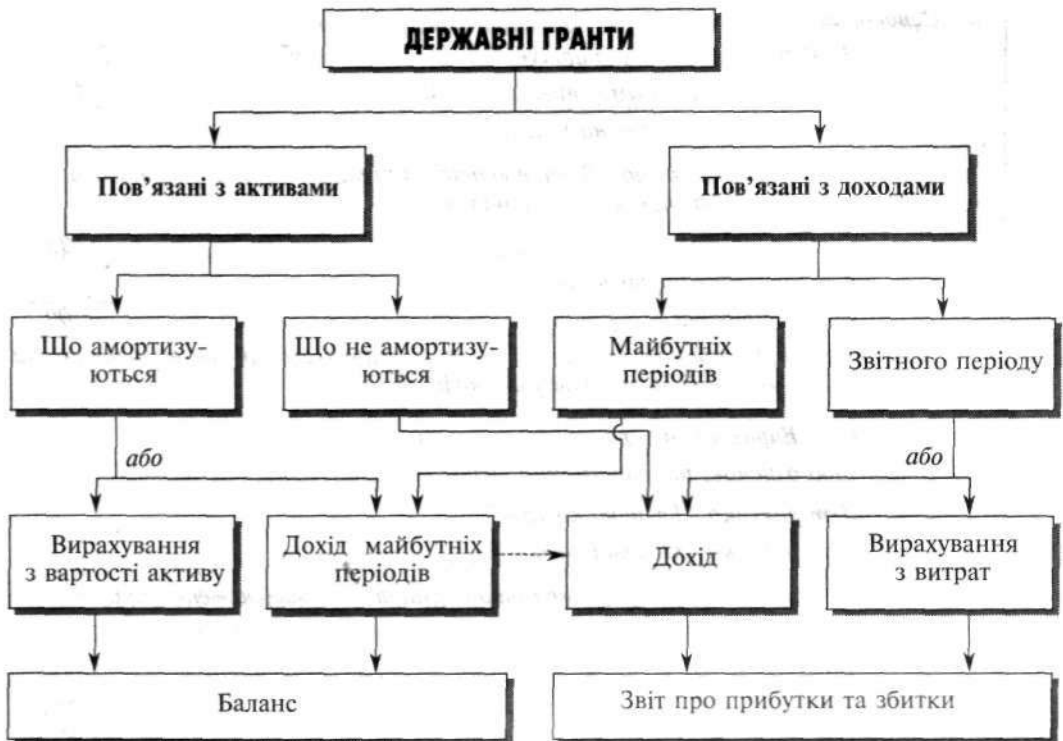 ДЕРЖАВНІ ГРАНТИ
Пов’язані з активами
Пов’язані з доходами
Що амортизу-
ються
Що не амортизу-
ються
Майбутніх
періодів
Звітного періоду
або
або
Вирахування
з вартості активу
Дохід майбутніх
періодів
Дохід
Вирахування
з витрат
Баланс
Звіт про прибутки та збитки